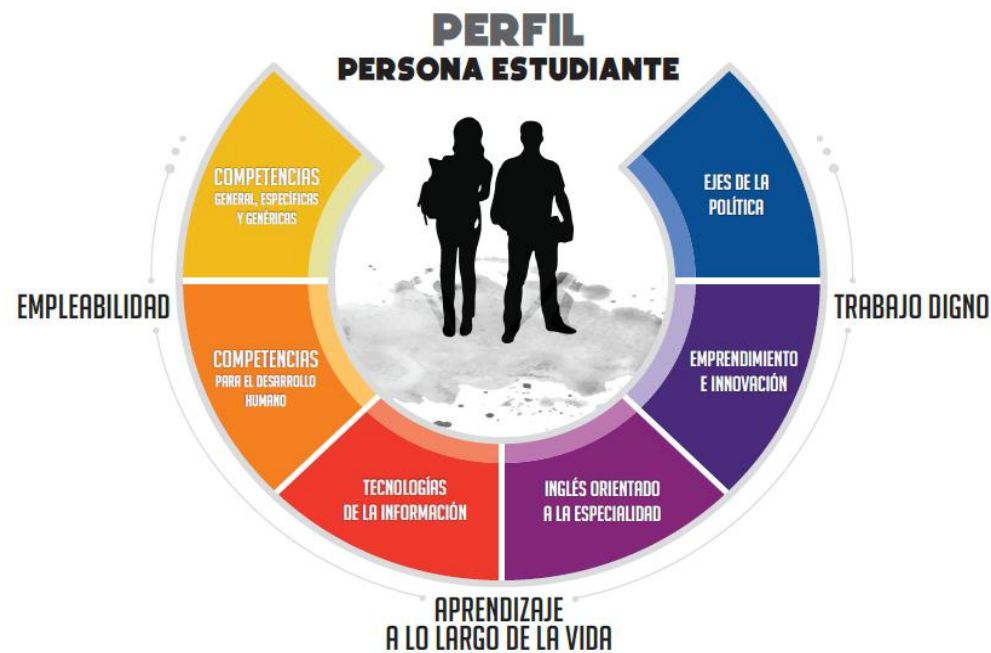 PERFIL
PERSONA ESTUDIANTE
COMPETENCIAS
GENERAL, ESPECÍFICAS
Y GENÉRICAS
EJES DE LA
POLÍTICA
EMPLEABILIDAD
TRABAJO DIGNO
COMPETENCIAS
PARA EL DESARROLLO
HUMANO
EMPRENDIMIENTO
E INNOVACIÓN
TECNOLOGÍAS
DE LA INFORMACIÓN
INGLÉS ORIENTADO
A LA ESPECIALIDAD
APRENDIZAJE
A LO LARGO DE LA VIDA